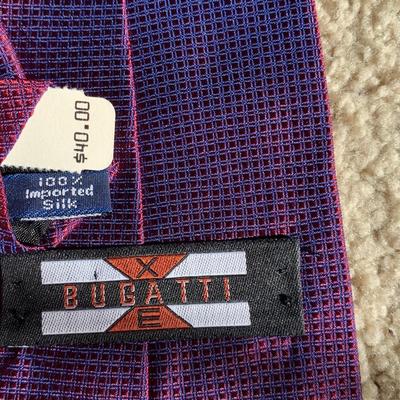 $40.00
100%
Imported
Silk
X
BUGATTI
E